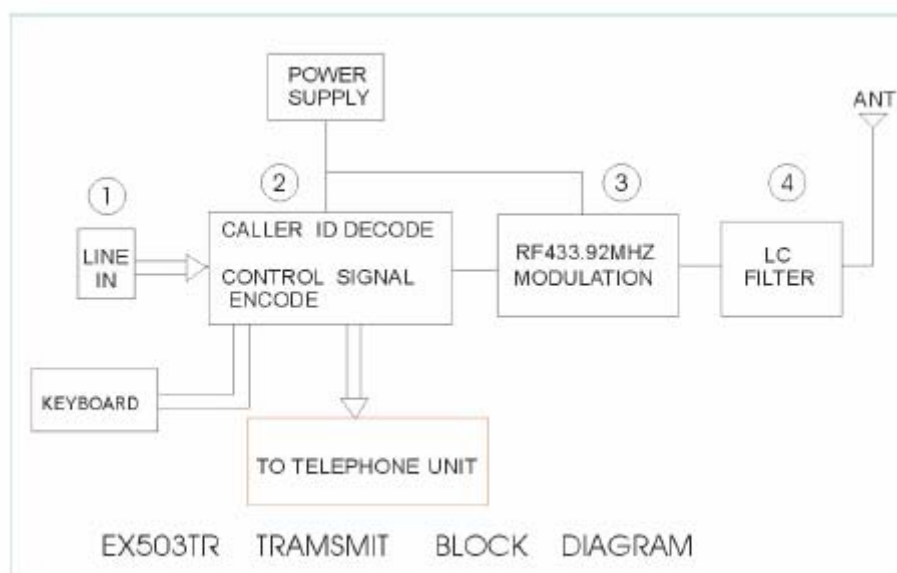 POWER
SUPPLY
ANT
1
2
3
4
LINE
IN
CALLER ID DECODE
CONTROL SIGNAL
ENCODE
RF433.92MHZ
MODULATION
LC
FILTER
KEYBOARD
TO TELEPHONE UNIT
EX503TR TRAMSMIT BLOCK DIAGRAM